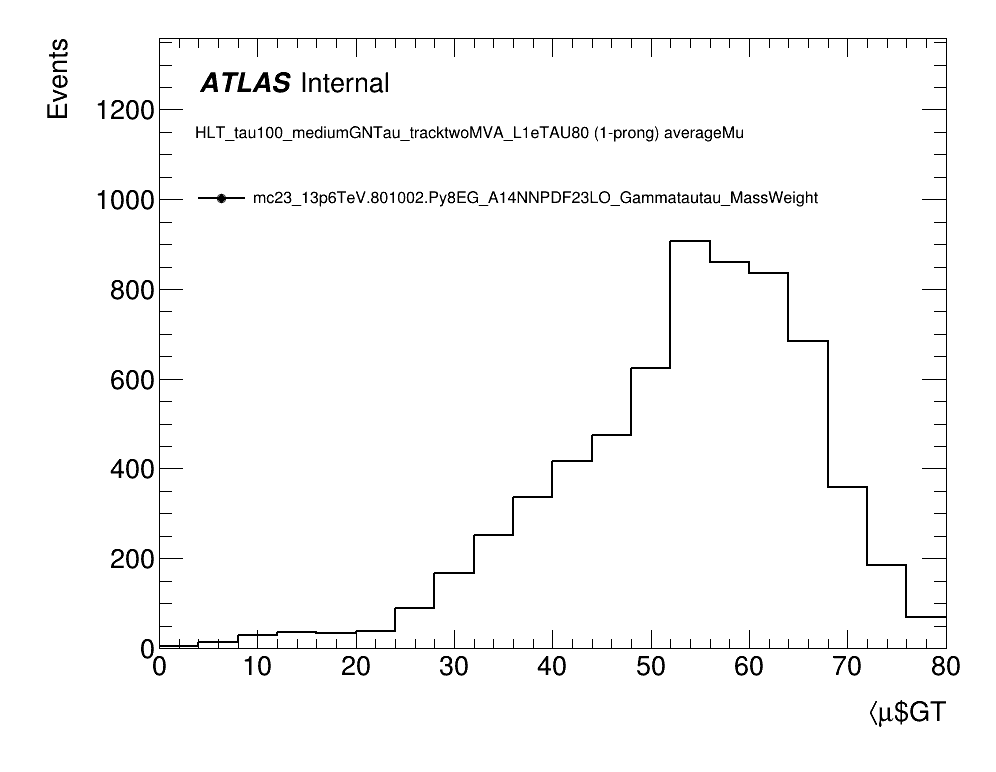 Events
ATLAS Internal
HLT_tau100_mediumGNTau_tracktwoMVA_L1eTAU80 (1-prong) averageMu
mc23_13p6TeV.801002.Py8EG_A14NNPDF23LO_Gammatautau_MassWeight
1200
1000
800
600
400
200
0
0 10 20 30 40 50 60 70 80
⟨μ$GT